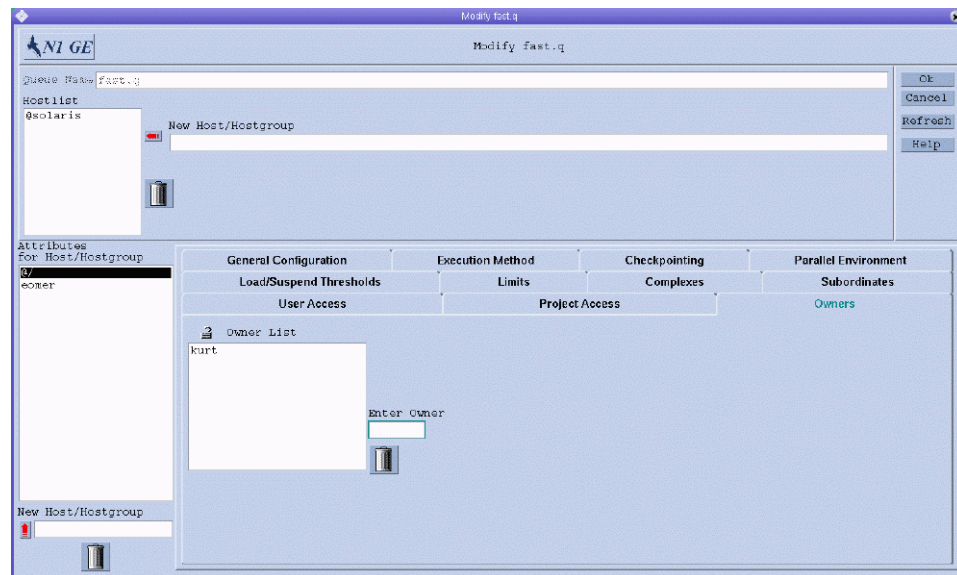 Modify fast.q
N1 GE
Modify fast.q
Queue Name fast.q
Ok
Hostlist
Cancel
@solaris
Refresh
New Host/Hostgroup
Help
Attributes
for Host/Hostgroup
@/
eomer
General Configuration Execution Method Checkpointing Parallel Environment
Load/Suspend Thresholds Limits Complexes Subordinates
User Access Project Access Owners
Owner List
kurt
Enter Owner
New Host/Hostgroup